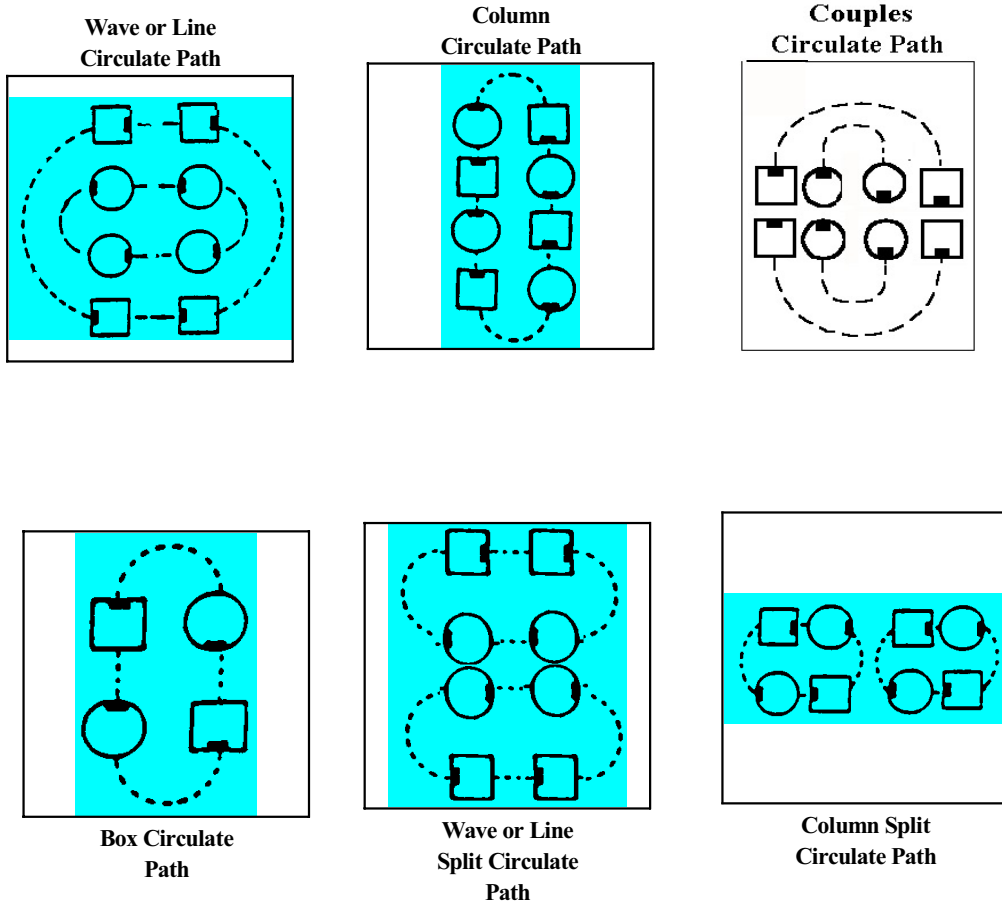 Wave or Line
Circulate Path
Column
Circulate Path
Couples
Circulate Path
Box Circulate
Path
Wave or Line
Split Circulate
Path
Column Split
Circulate Path